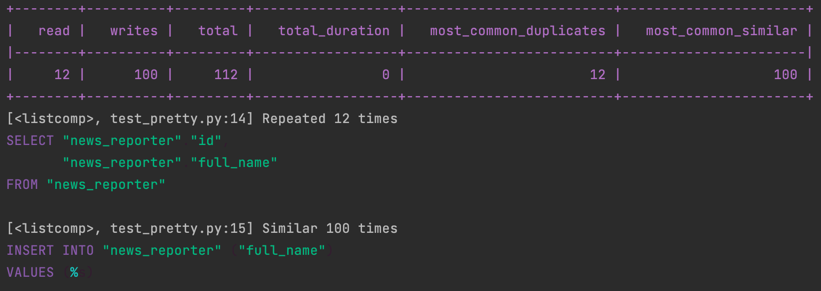 +--------+----------+---------+------------------+--------------------------+-----------------------+
|   read |   writes |   total |   total_duration |   most_common_duplicates |   most_common_similar |
|--------+----------+---------+------------------+--------------------------+-----------------------|
|     12 |      100 |     112 |                0 |                       12 |                   100 |
+--------+----------+---------+------------------+--------------------------+-----------------------+
[<listcomp>, test_pretty.py:14] Repeated 12 times
SELECT "news_reporter" "id"
       "news_reporter" "full_name"
FROM "news_reporter"
[<listcomp>, test_pretty.py:15] Similar 100 times
INSERT INTO "news_reporter" "full_name"
VALUES %